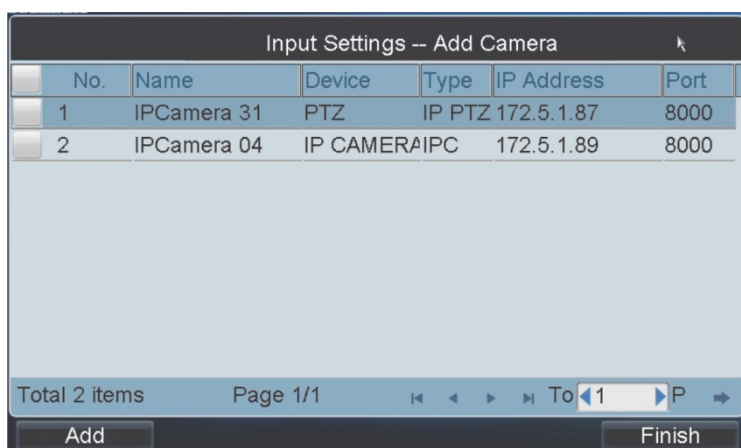 Input Settings -- Add Camera
No. Name Device Type IP Address Port
1 IPCamera 31 PTZ IP PTZ 172.5.1.87 8000
2 IPCamera 04 IP CAMERA IPC 172.5.1.89 8000
Total 2 items Page 1/1 To 1 P
Add Finish